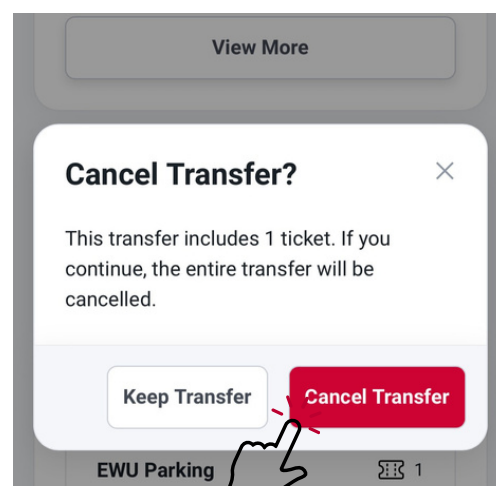 View More
Cancel Transfer?
This transfer includes 1 ticket. If you
continue, the entire transfer will be
cancelled.
Keep Transfer Cancel Transfer
EWU Parking 1